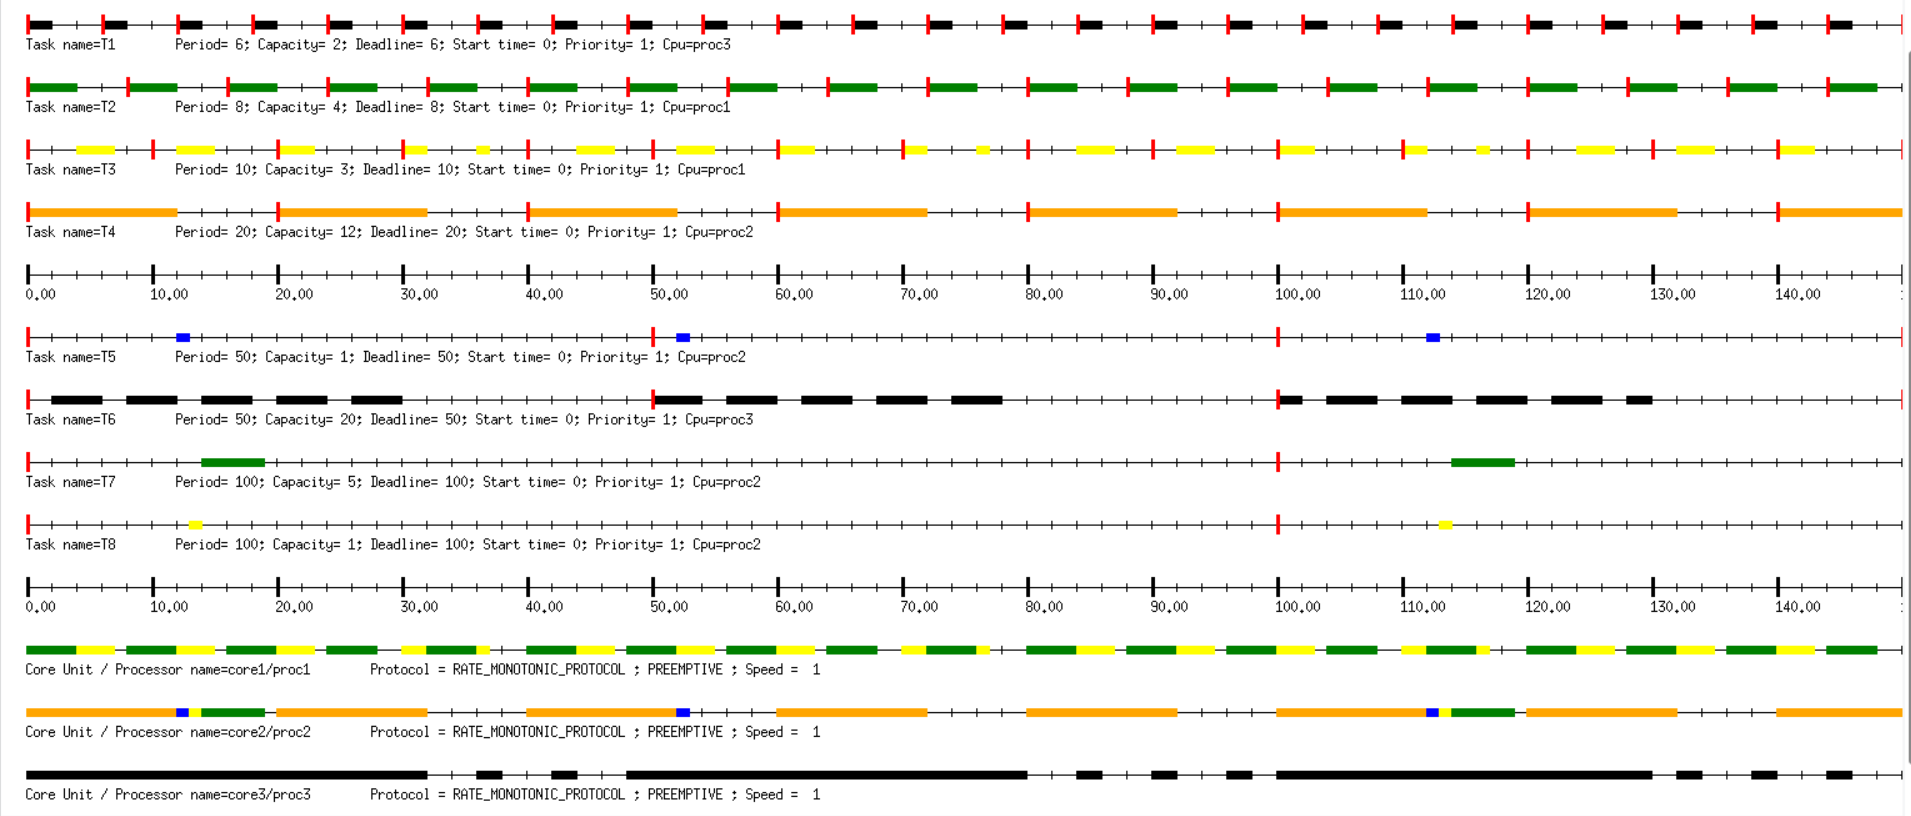 Task name=T1 Period= 6; Capacity= 2; Deadline= 6; Start time= 0; Priority= 1; Cpu=proc3
Task name=T2 Period= 8; Capacity= 4; Deadline= 8; Start time= 0; Priority= 1; Cpu=proc1
Task name=T3 Period= 10; Capacity= 3; Deadline= 10; Start time= 0; Priority= 1; Cpu=proc1
Task name=T4 Period= 20; Capacity= 12; Deadline= 20; Start time= 0; Priority= 1; Cpu=proc2
0.00 10.00 20.00 30.00 40.00 50.00 60.00 70.00 80.00 90.00 100.00 110.00 120.00 130.00 140.00
Task name=T5 Period= 50; Capacity= 1; Deadline= 50; Start time= 0; Priority= 1; Cpu=proc2
Task name=T6 Period= 50; Capacity= 20; Deadline= 50; Start time= 0; Priority= 1; Cpu=proc3
Task name=T7 Period= 100; Capacity= 5; Deadline= 100; Start time= 0; Priority= 1; Cpu=proc2
Task name=T8 Period= 100; Capacity= 1; Deadline= 100; Start time= 0; Priority= 1; Cpu=proc2
0.00 10.00 20.00 30.00 40.00 50.00 60.00 70.00 80.00 90.00 100.00 110.00 120.00 130.00 140.00
Core Unit / Processor name=core1/proc1 Protocol = RATE_MONOTONIC_PROTOCOL ; PREEMPTIVE ; Speed = 1
Core Unit / Processor name=core2/proc2 Protocol = RATE_MONOTONIC_PROTOCOL ; PREEMPTIVE ; Speed = 1
Core Unit / Processor name=core3/proc3 Protocol = RATE_MONOTONIC_PROTOCOL ; PREEMPTIVE ; Speed = 1